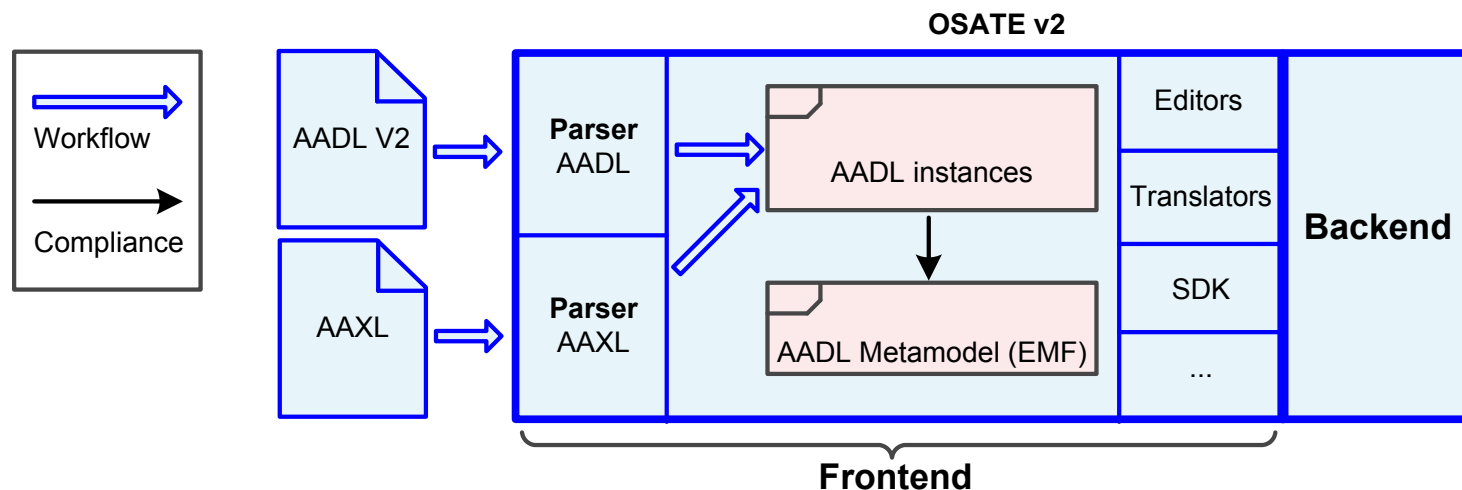 OSATE v2
Workflow
Compliance
AADL V2
AAXL
Parser
AADL
Parser
AAXL
AADL instances
AADL Metamodel (EMF)
Editors
Translators
SDK
...
Backend
Frontend